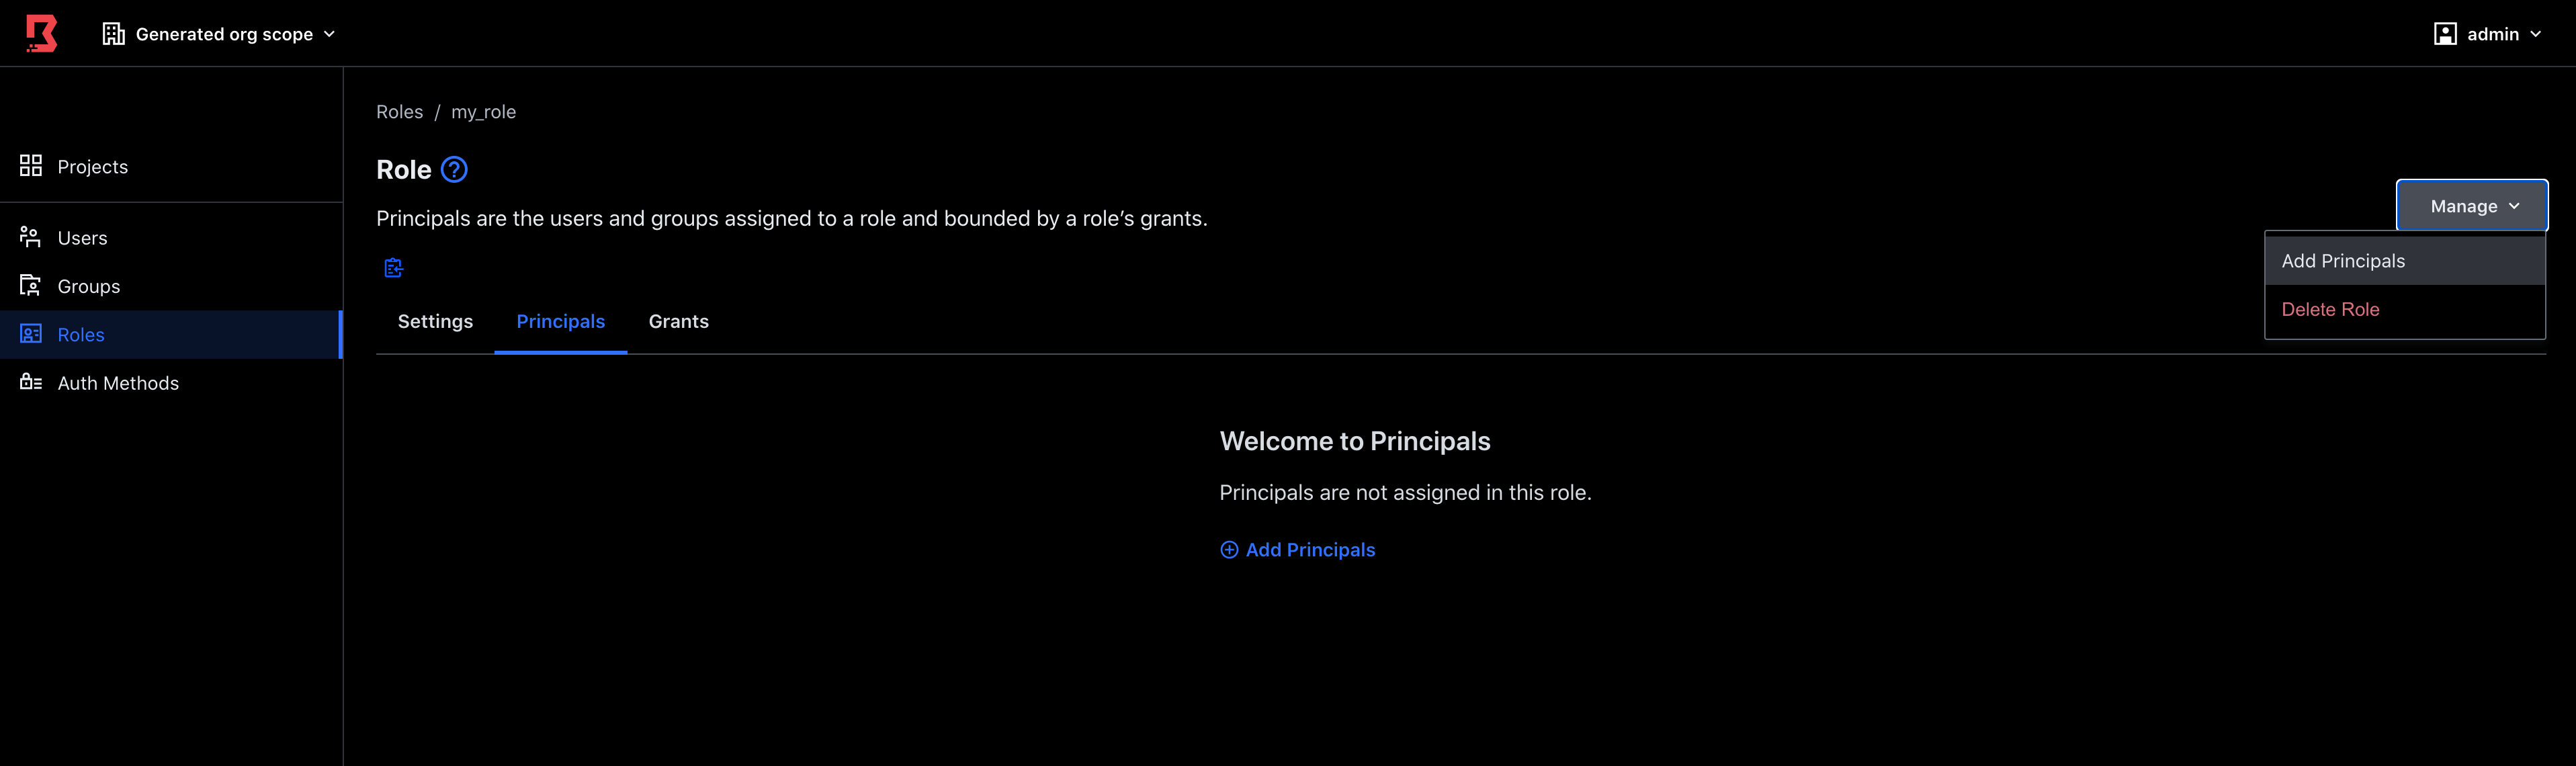 Generated org scope
admin
Projects
Users
Groups
Roles
Auth Methods
Roles / my_role
Role
Principals are the users and groups assigned to a role and bounded by a role’s grants.
Manage
Add Principals
Delete Role
Settings
Principals
Grants
Welcome to Principals
Principals are not assigned in this role.
Add Principals